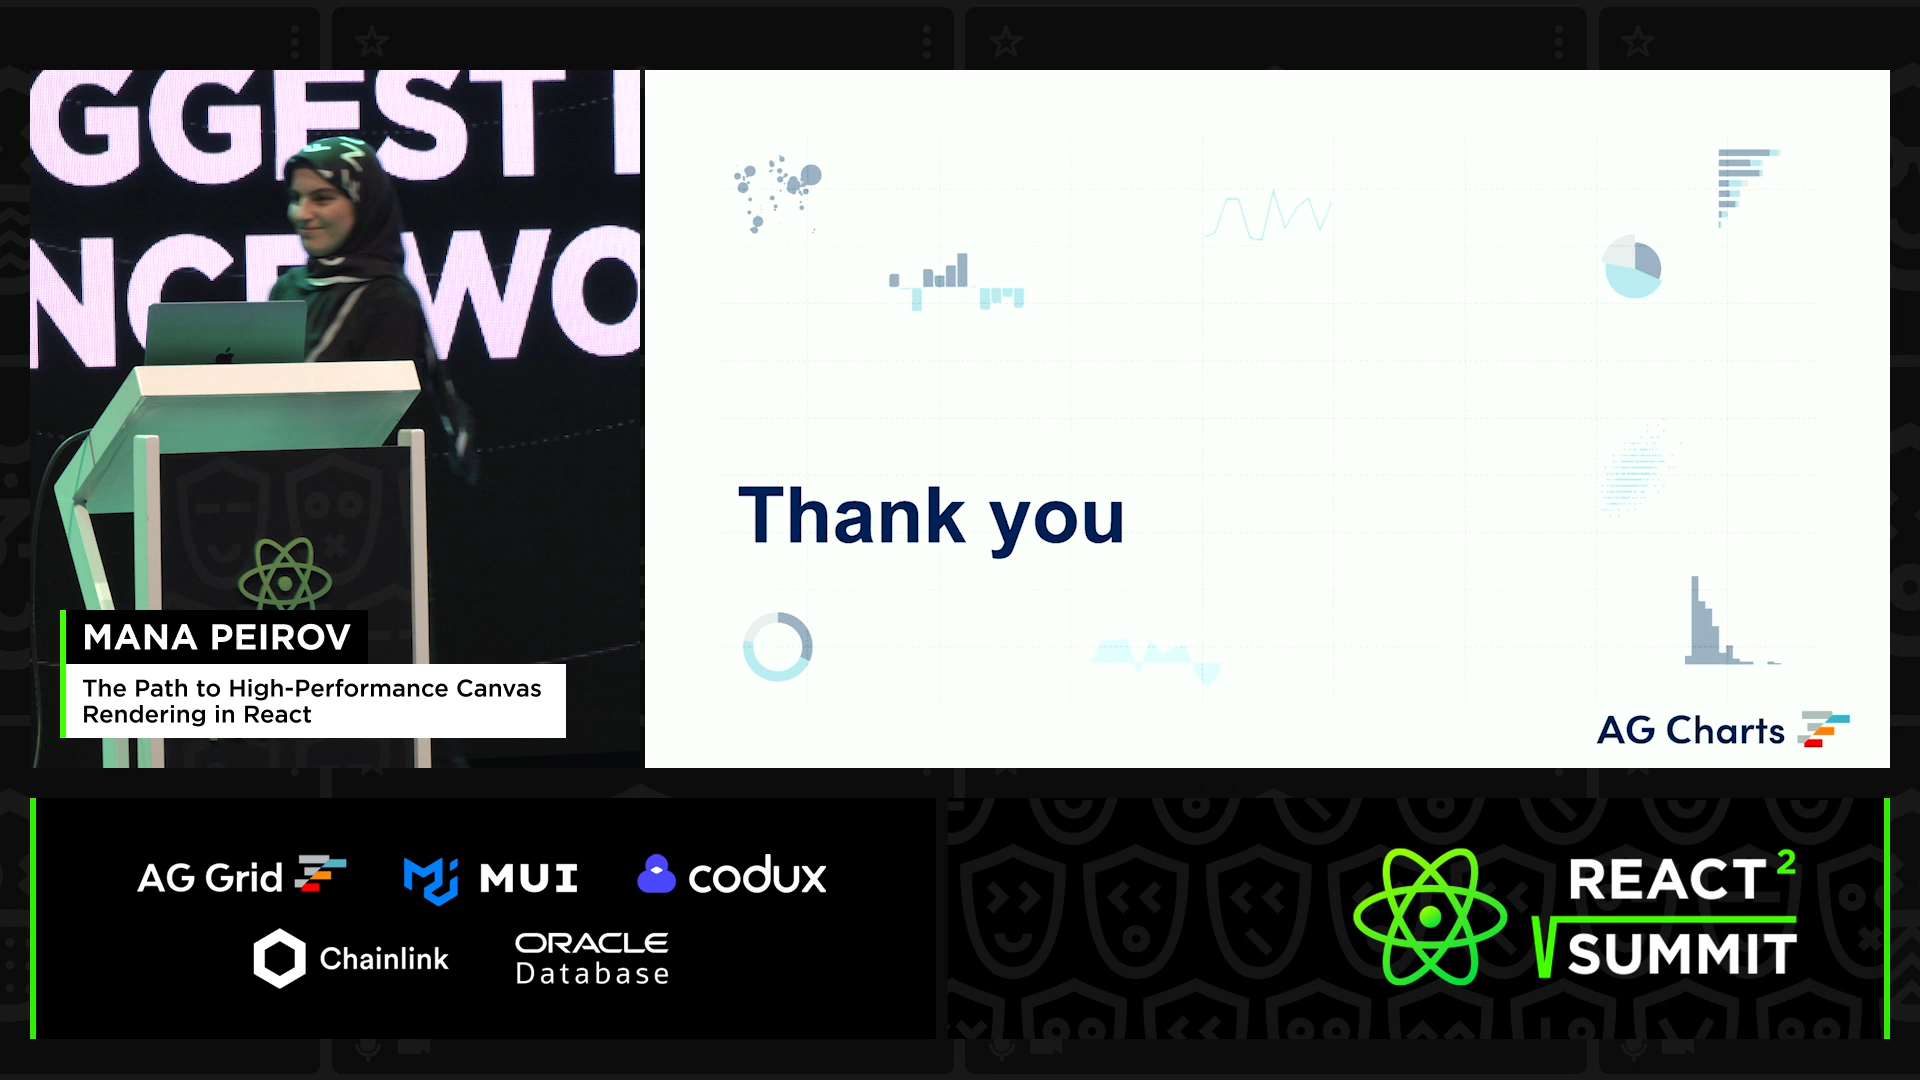 GGEST
NCE WO
Thank you
MANA PEIROV
The Path to High-Performance Canvas
Rendering in React
AG Charts
AG Grid
MUI
codux
Chainlink
ORACLE
Database
REACT 2
SUMMIT